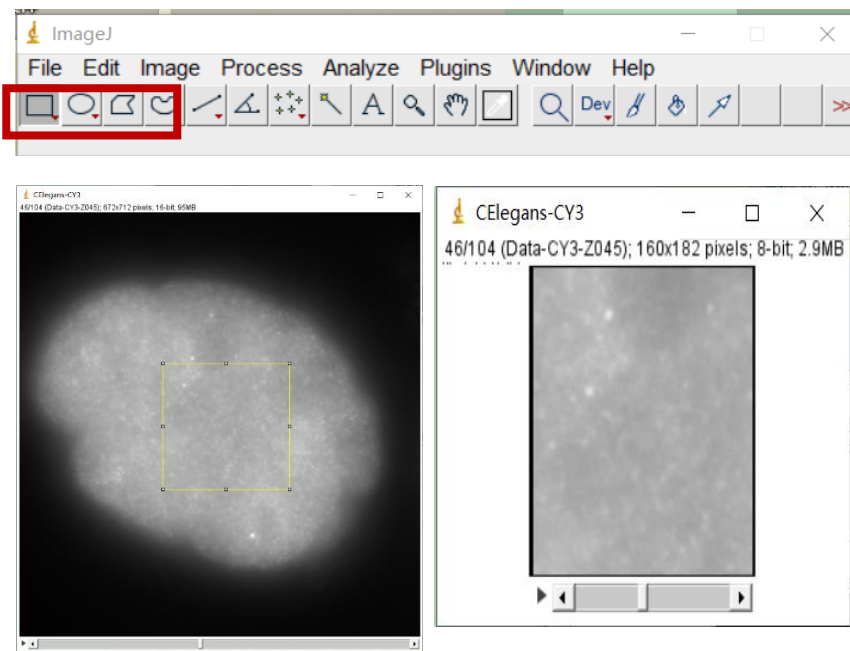 ImageJ
File Edit Image Process Analyze Plugins Window Help
A Dev >>
CElegans-CY3
46/104 (Data-CY3-Z045); 672x712 pixels; 16-bit; 95MB
CElegans-CY3
46/104 (Data-CY3-Z045); 160x182 pixels; 8-bit; 2.9MB